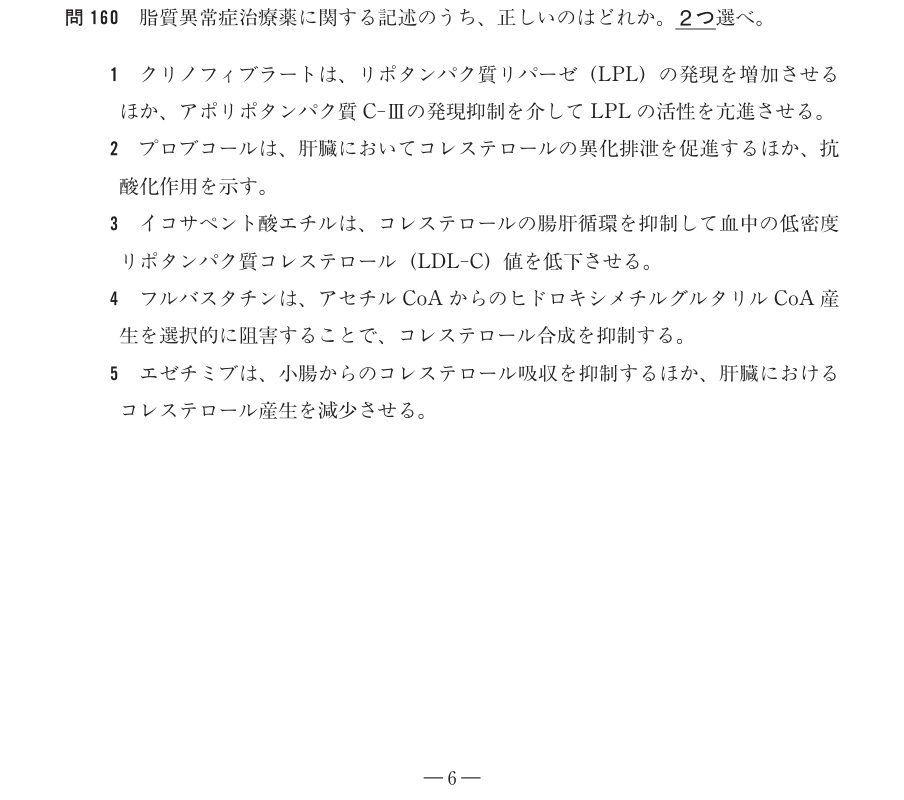 問160 脂質異常症治療薬に関する記述のうち、正しいのはどれか。2つ選べ。
1 クリノフィブラートは、リポタンパク質リパーゼ(LPL)の発現を増加させる
ほか、アポリポタンパク質C-Ⅲの発現抑制を介してLPLの活性を亢進させる。
2 プロブコールは、肝臓においてコレステロールの異化排泄を促進するほか、抗
酸化作用を示す。
3 イコサペント酸エチルは、コレステロールの腸肝循環を抑制して血中の低密度
リポタンパク質コレステロール(LDL-C)値を低下させる。
4 フルバスタチンは、アセチルCoAからのヒドロキシメチルグルタリルCoA産
生を選択的に阻害することで、コレステロール合成を抑制する。
5 エゼチミブは、小腸からのコレステロール吸収を抑制するほか、肝臓における
コレステロール産生を減少させる。
― 6 ―